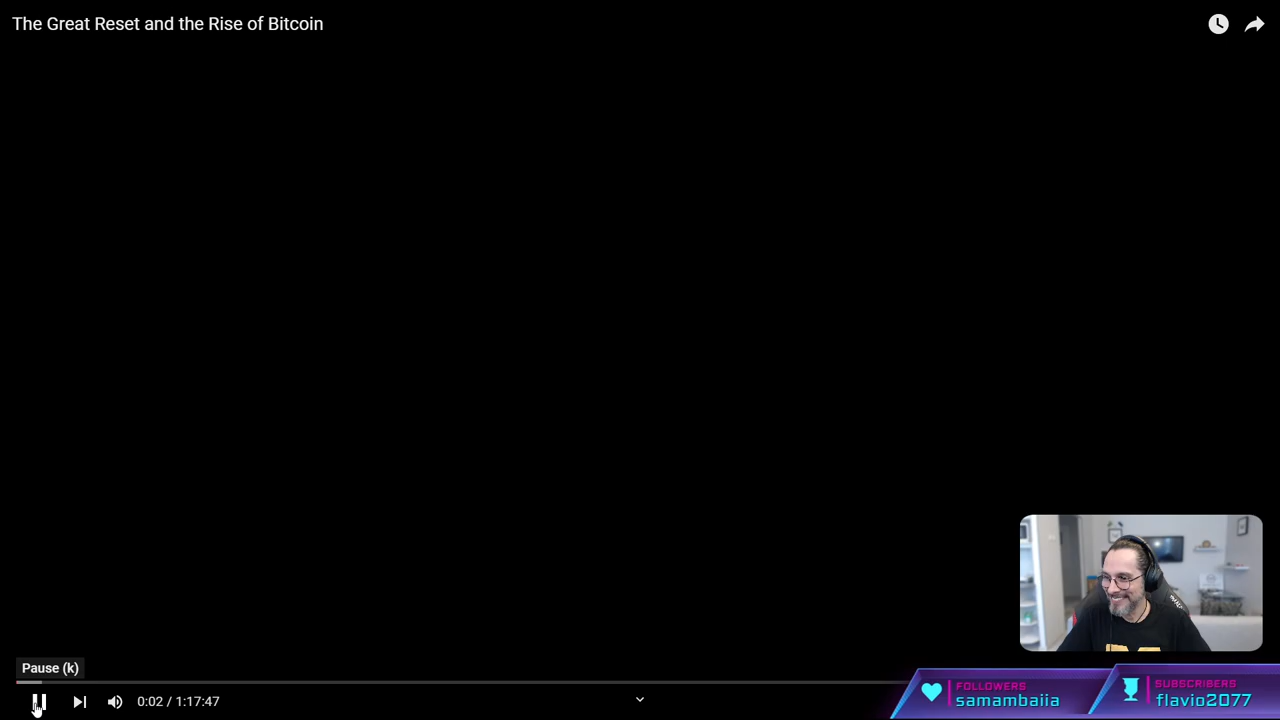 The Great Reset and the Rise of Bitcoin
Pause (k)
0:02 / 1:17:47
FOLLOWERS
samambaiia
SUBSCRIBERS
flavio2077